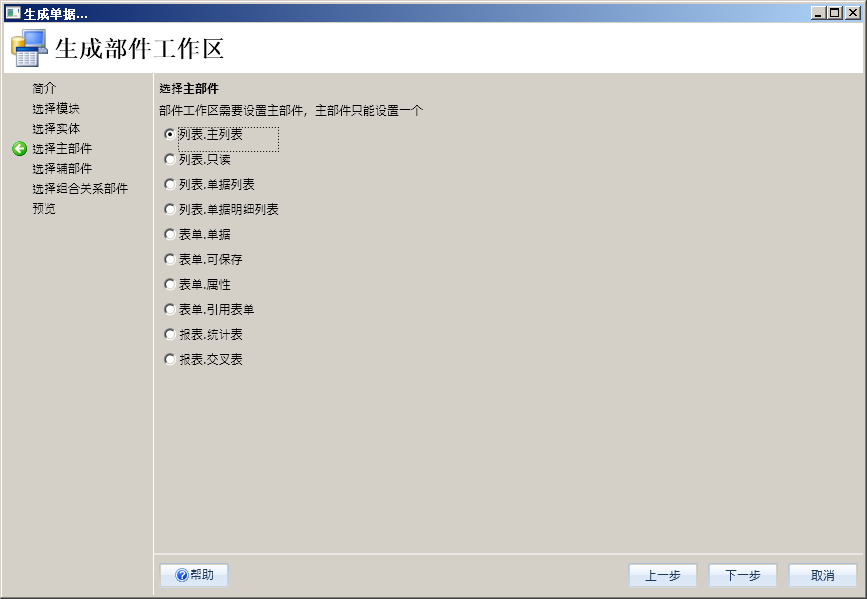 生成单据...
生成部件工作区
简介
选择模块
选择实体
选择主部件
选择辅部件
选择组合关系部件
预览
选择主部件
部件工作区需要设置主部件，主部件只能设置一个
列表.主列表
列表.只读
列表.单据列表
列表.单据明细列表
表单.单据
表单.可保存
表单.属性
表单.引用表单
报表.统计表
报表.交叉表
帮助
上一步
下一步
取消